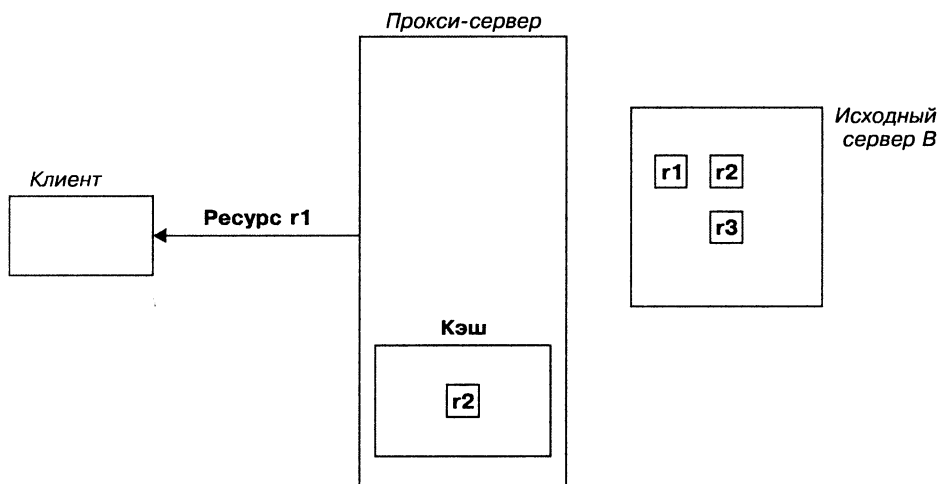 Прокси-сервер
Исходный
сервер В
r1 r2
Клиент
Ресурс r1
r3
Кэш
r2